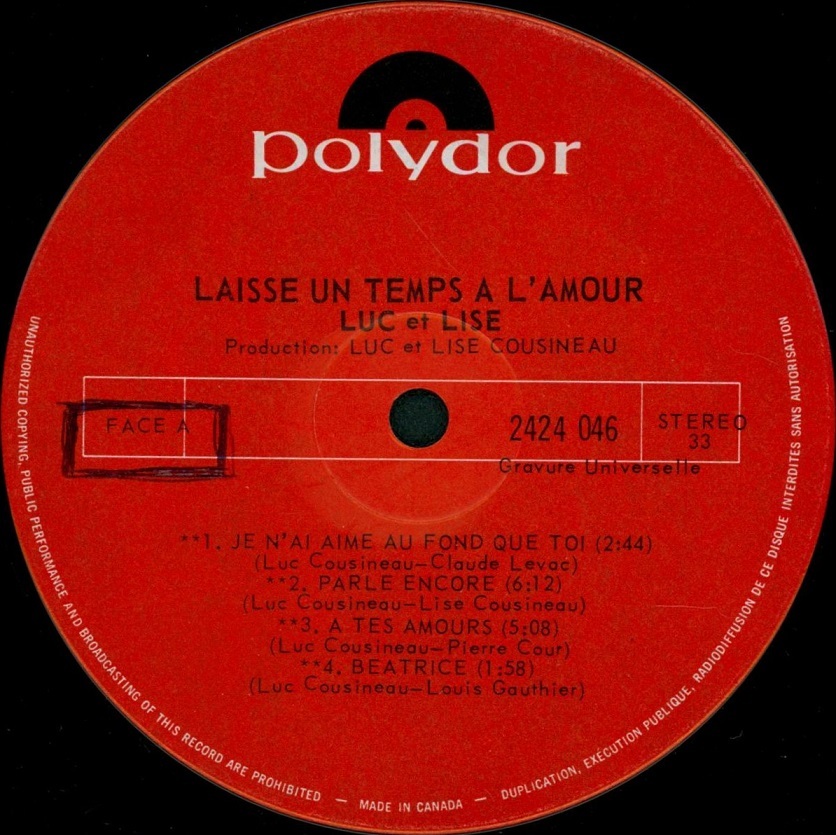 polydor
LAISSE UN TEMPS A L'AMOUR
LUC et LISE
Production: LUC et LISE COUSINEAU
FACE A
2424 046
STEREO
33
Gravure Universelle
**1. JE N'AI AIME AU FOND QUE TOI (2:44)
(Luc Cousineau-Claude Levac)
**2. PARLE ENCORE (6:12)
(Luc Cousineau-Lise Cousineau)
**3. A TES AMOURS (5:08)
(Luc Cousineau-Pierre Cour)
**4. BEATRICE (1:58)
(Luc Cousineau-Louis Gauthier)
UNAUTHORIZED COPYING, PUBLIC PERFORMANCE AND BROADCASTING OF THIS RECORD ARE PROHIBITED — MADE IN CANADA — DUPLICATION, EXECUTION PUBLIQUE, RADIODIFFUSION DE CE DISQUE INTERDITES SANS AUTORISATION